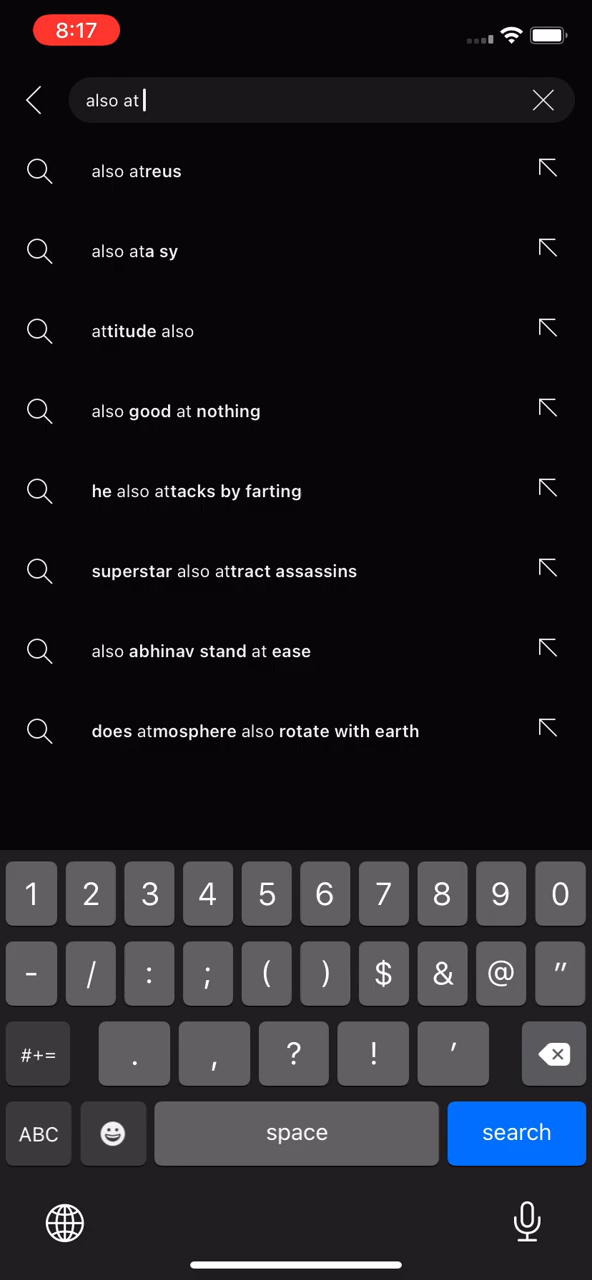 8:17
also at
also atreus
also ata sy
attitude also
also good at nothing
he also attacks by farting
superstar also attract assassins
also abhinav stand at ease
does atmosphere also rotate with earth
1 2 3 4 5 6 7 8 9 0
- / : ; ( ) $ & @ "
#+= . , ? ! '
ABC space search